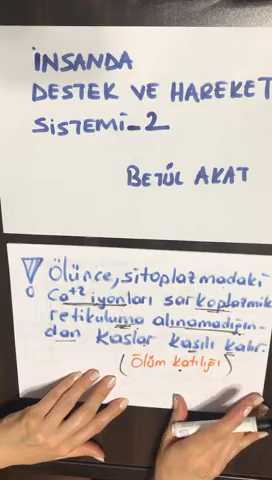 İNSANDA
DESTEK VE HAREKET
SİSTEMİ-2
BETÜL AKAT
Ölünce, sitoplazmadaki
Ca+2 iyonları sarkoplazmik
retikuluma alınamadığın-
dan kaslar kasılı kalır.
(Ölüm katılığı)